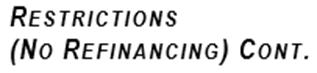 RESTRICTIONS
(NO REFINANCING) CONT.